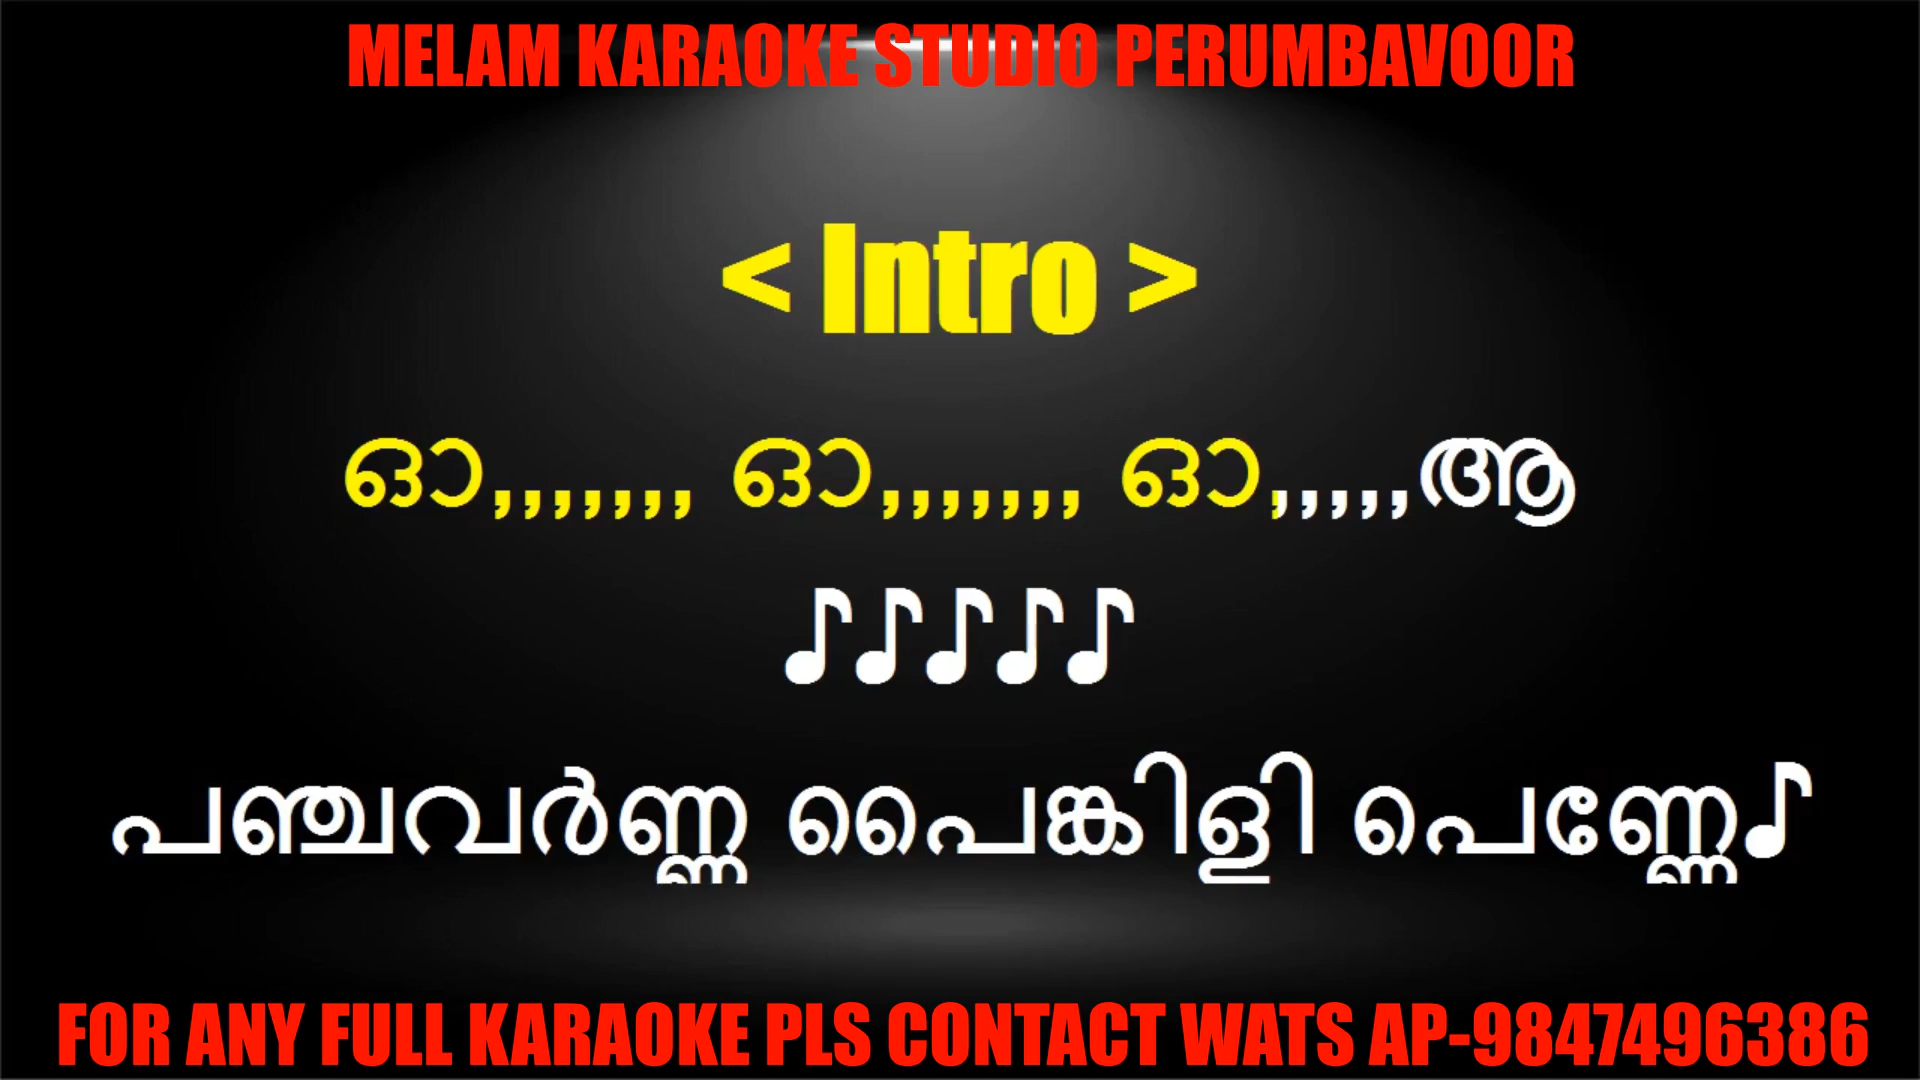 MELAM KARAOKE STUDIO PERUMBAVOOR
< Intro >
ഓ,,,,,,, ഓ,,,,,,, ഓ,,,,,ആ
♪♪♪♪♪
പഞ്ചവർണ്ണ പൈങ്കിളി പെണ്ണേ♪
FOR ANY FULL KARAOKE PLS CONTACT WATS AP-9847496386